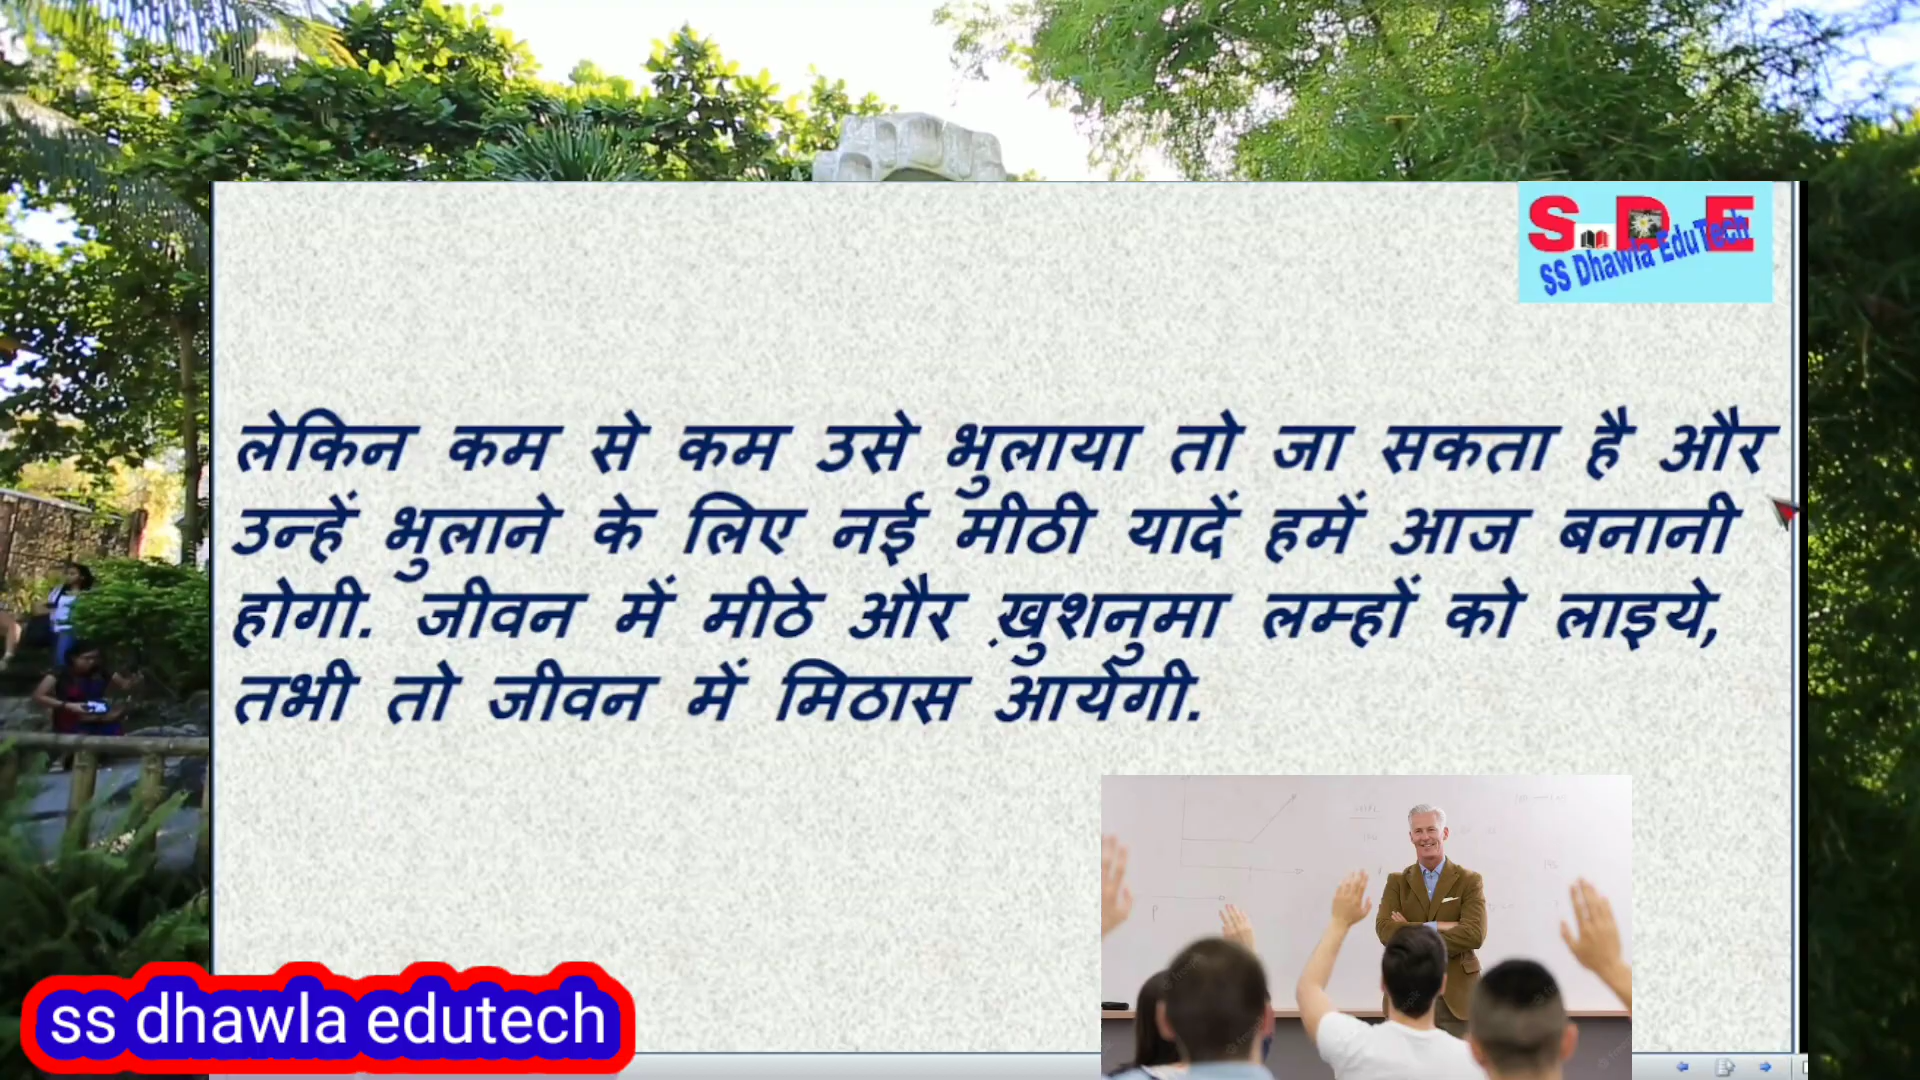 S D E
SS Dhawla EduTech
लेकिन कम से कम उसे भुलाया तो जा सकता है और
उन्हें भुलाने के लिए नई मीठी यादें हमें आज बनानी
होगी. जीवन में मीठे और ख़ुशनुमा लम्हों को लाइये,
तभी तो जीवन में मिठास आयेगी.
ss dhawla edutech